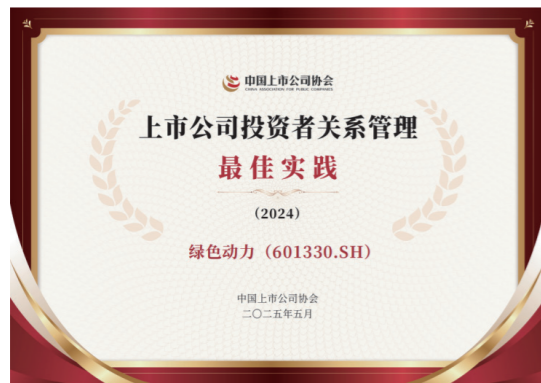 中国上市公司协会
CHINA ASSOCIATION FOR PUBLIC COMPANIES
上市公司投资者关系管理
最佳实践
（2024）
绿色动力（601330.SH）
中国上市公司协会
二〇二五年五月